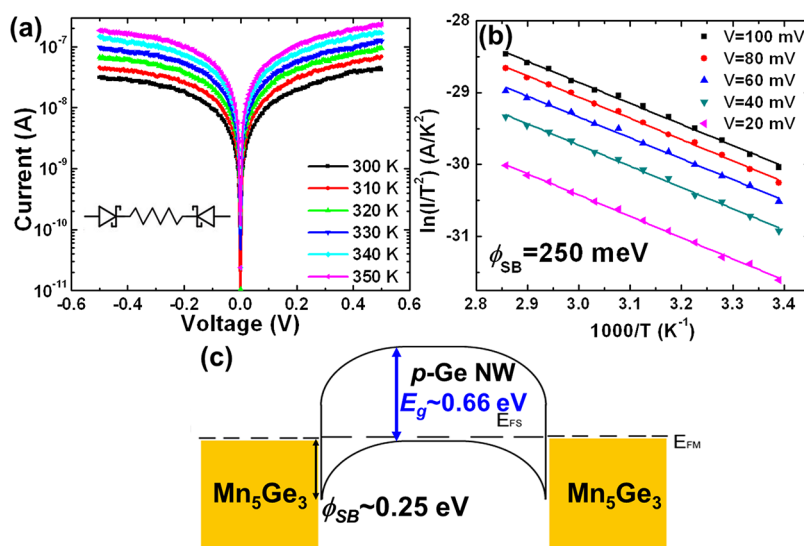 (a)
10⁻⁷
10⁻⁸
10⁻⁹
10⁻¹⁰
10⁻¹¹
Current (A)
300 K
310 K
320 K
330 K
340 K
350 K
-0.6 -0.4 -0.2 0.0 0.2 0.4 0.6
Voltage (V)
(b)
-28
-29
-30
-31
ln(I/T²) (A/K²)
V=100 mV
V=80 mV
V=60 mV
V=40 mV
V=20 mV
ϕSB=250 meV
2.8 2.9 3.0 3.1 3.2 3.3 3.4
1000/T (K⁻¹)
(c)
p-Ge NW
Eg~0.66 eV
EFS
EFM
Mn₅Ge₃
ϕSB~0.25 eV
Mn₅Ge₃